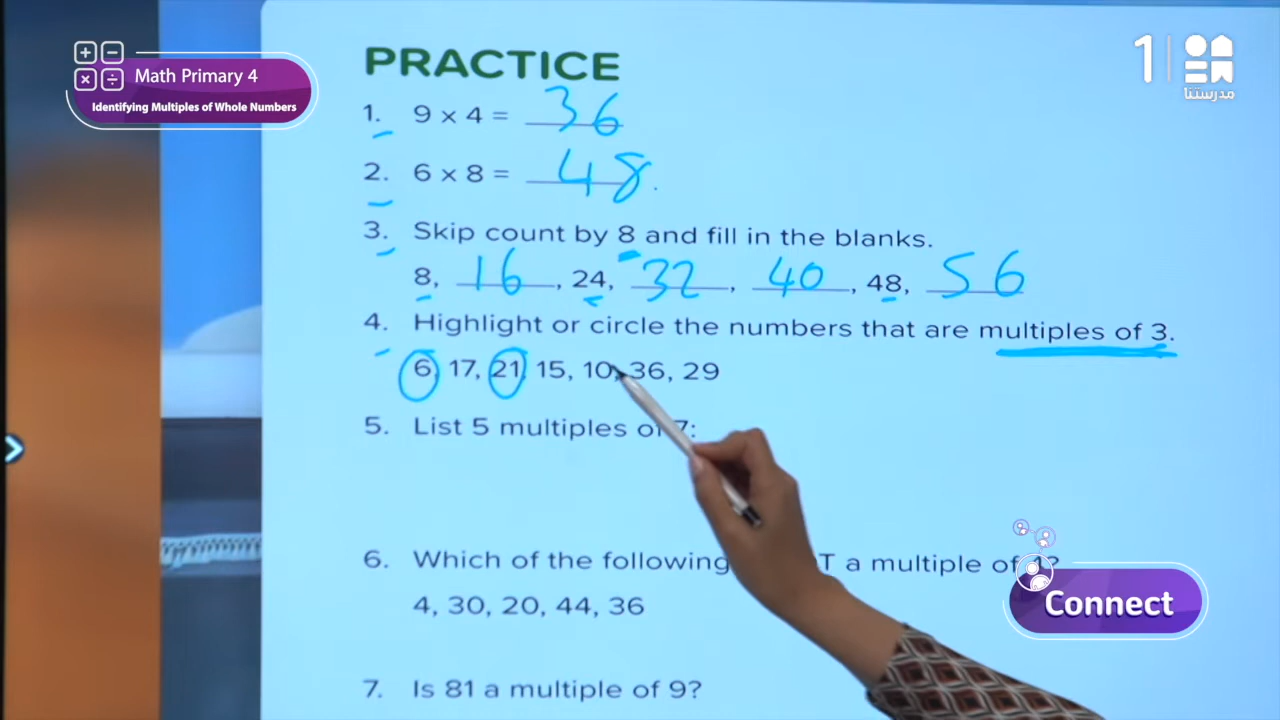 PRACTICE
Math Primary 4
Identifying Multiples of Whole Numbers
1
مدرستنا
1. 9 x 4 = 36
2. 6 x 8 = 48
3. Skip count by 8 and fill in the blanks.
8, 16, 24, 32, 40, 48, 56
4. Highlight or circle the numbers that are multiples of 3.
6, 17, 21, 15, 10, 36, 29
5. List 5 multiples of 7:
6. Which of the following T a multiple of
4, 30, 20, 44, 36
Connect
7. Is 81 a multiple of 9?